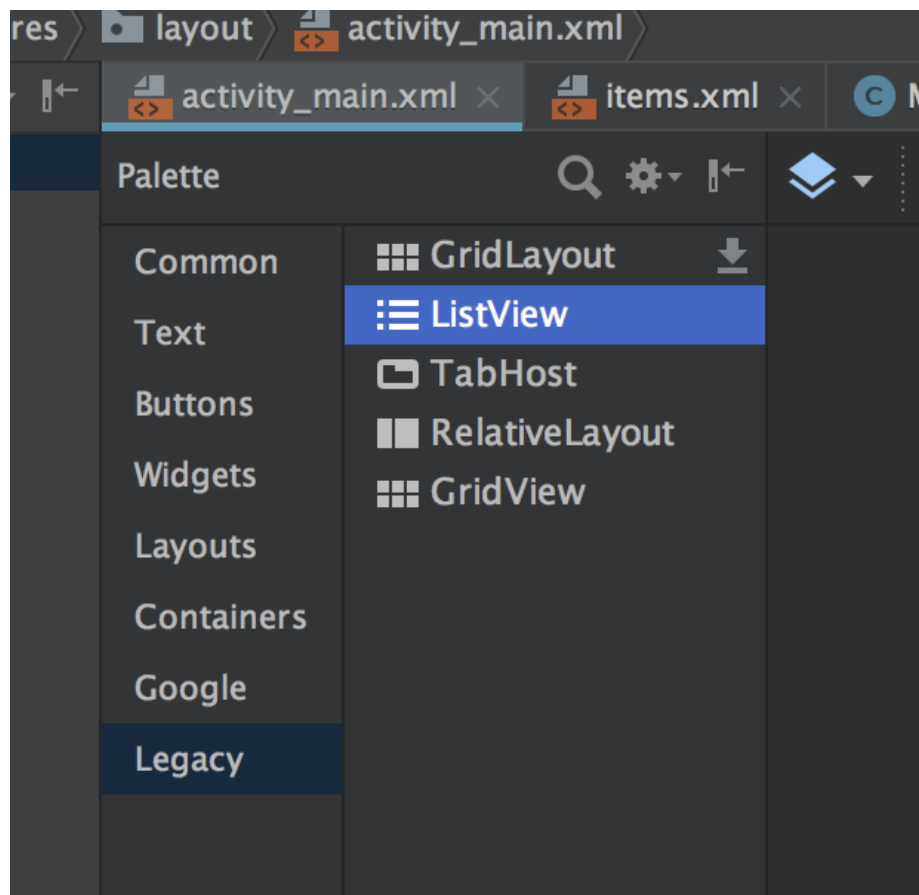 res layout activity_main.xml
activity_main.xml items.xml C
Palette
Common
Text
Buttons
Widgets
Layouts
Containers
Google
Legacy
GridLayout
ListView
TabHost
RelativeLayout
GridView